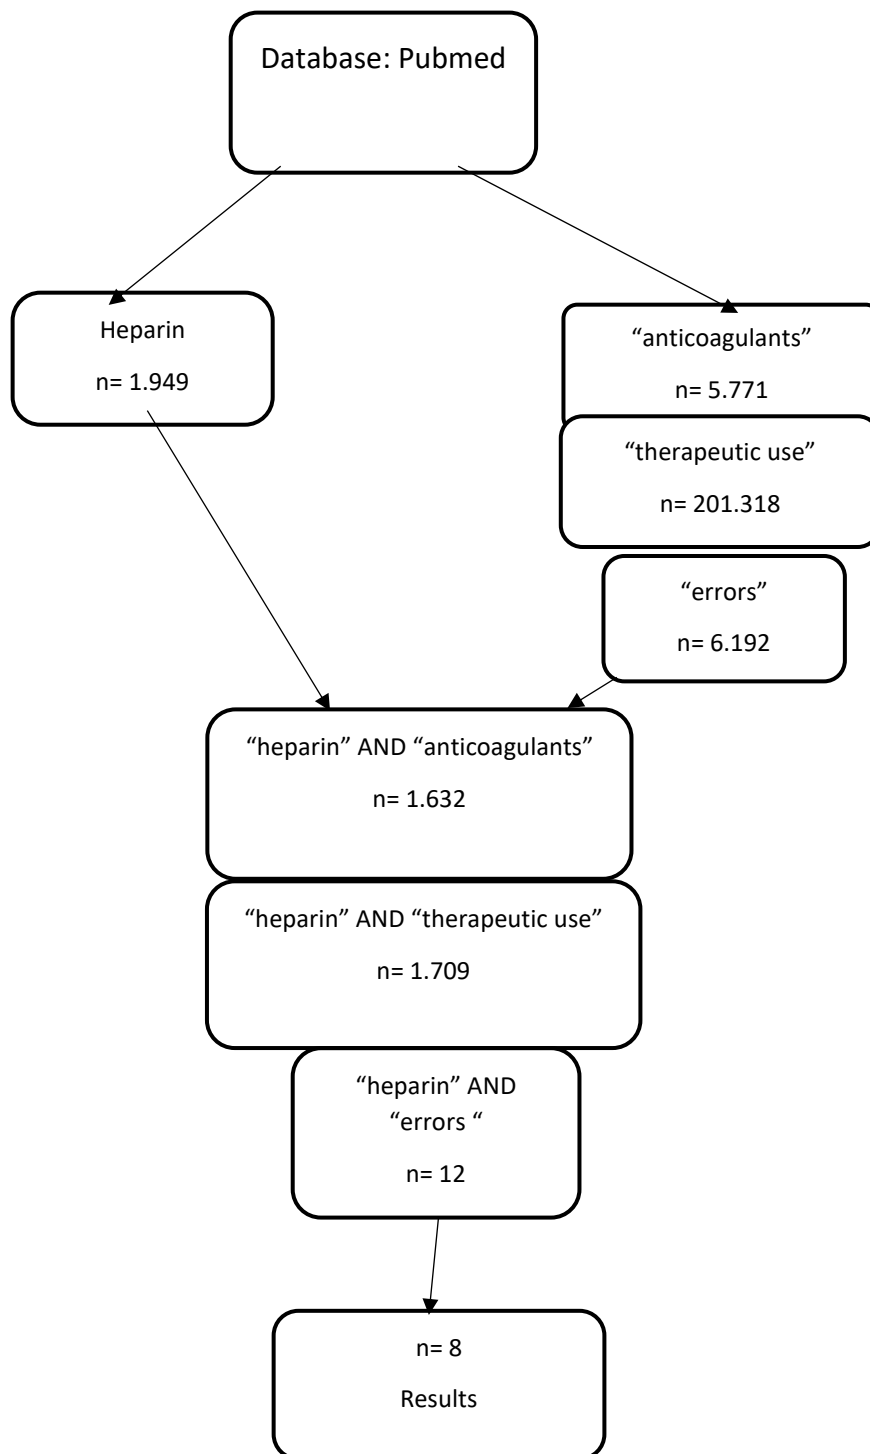 Database: Pubmed
Heparin
n= 1.949
“anticoagulants”
n= 5.771
“therapeutic use”
n= 201.318
“errors”
n= 6.192
“heparin” AND “anticoagulants”
n= 1.632
“heparin” AND “therapeutic use”
n= 1.709
“heparin” AND
“errors “
n= 12
n= 8
Results